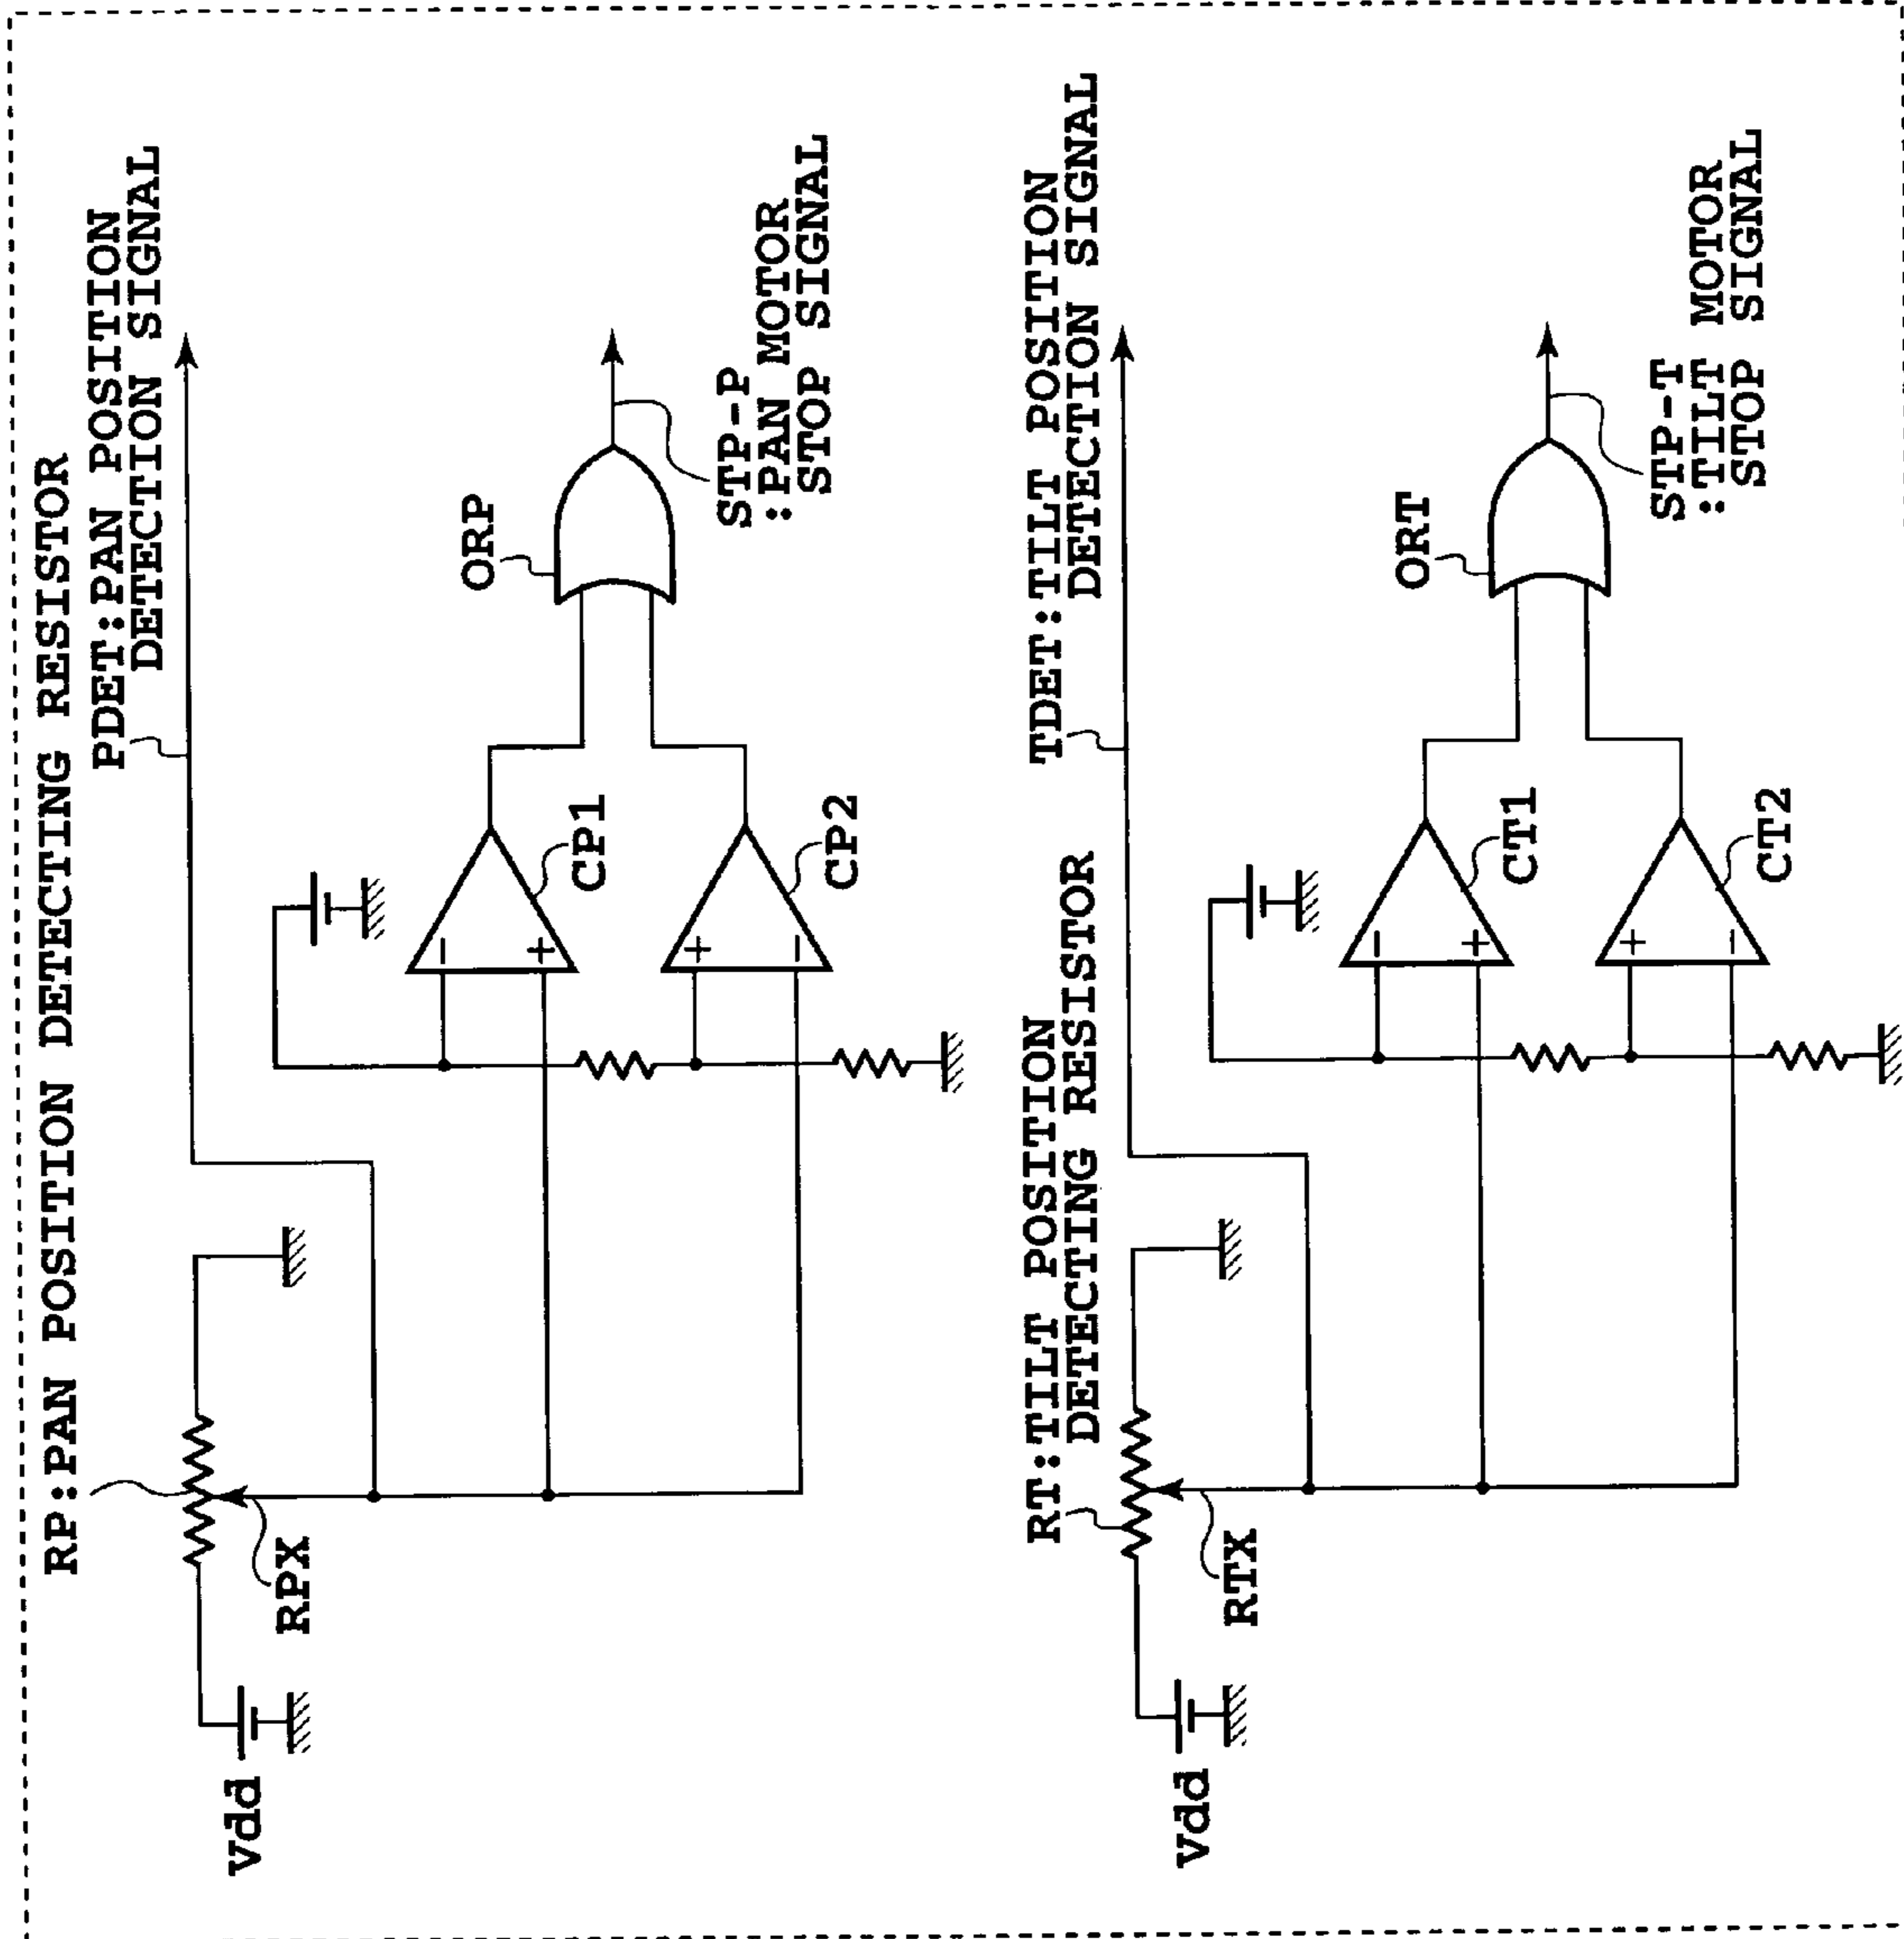 RP:PAN POSITION DETECTING RESISTOR
PDET:PAN POSITION
DETECTION SIGNAL
Vdd
RPX
CP1
CP2
ORP
STP-P
:PAN MOTOR
STOP SIGNAL
RT:TILT POSITION
DETECTING RESISTOR
TDET:TILT POSITION
DETECTION SIGNAL
Vdd
RTX
CT1
CT2
ORT
STP-T
:TILT MOTOR
STOP SIGNAL